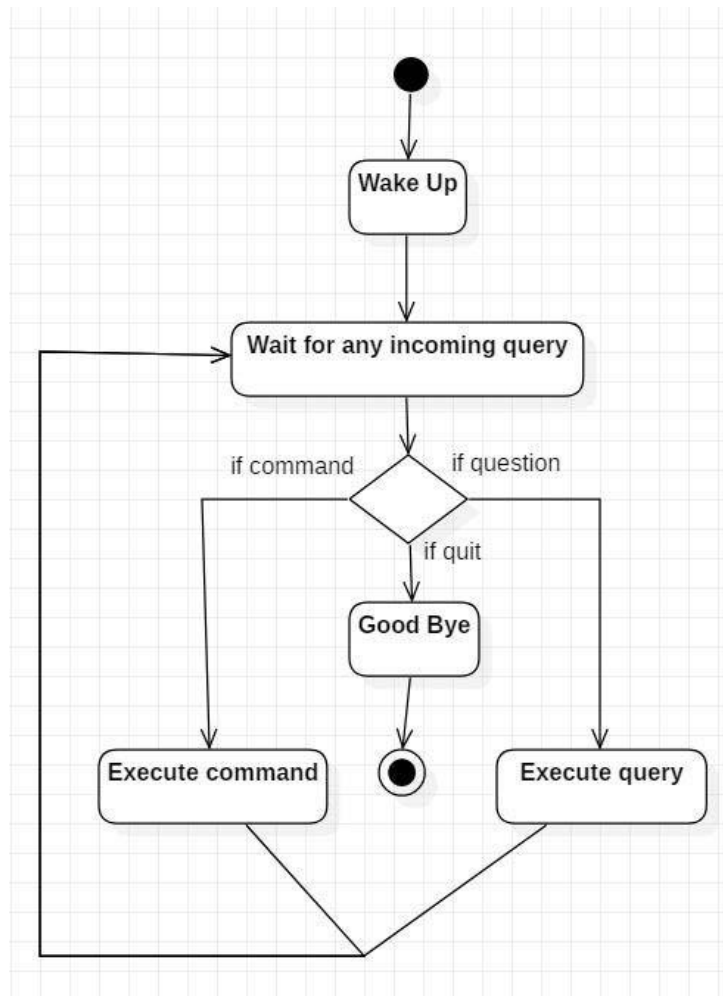 Wake Up
Wait for any incoming query
if command
if question
if quit
Good Bye
Execute command
Execute query